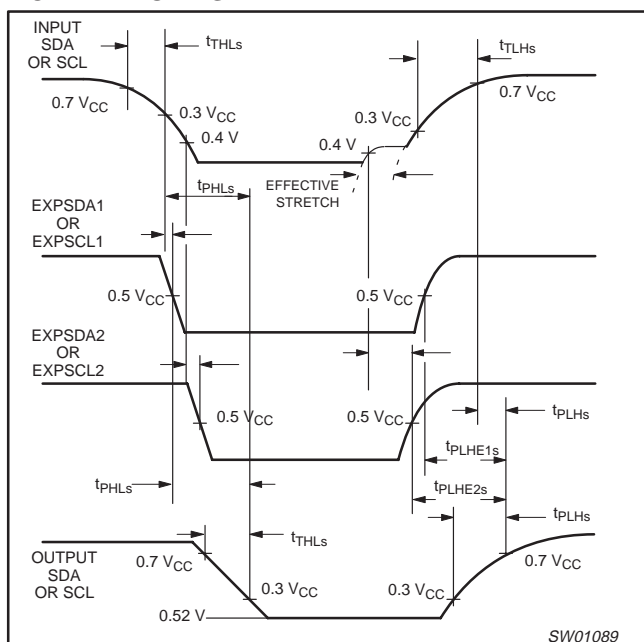 INPUT
SDA
OR SCL
tTHLs
tTLHs
0.7 VCC
0.3 VCC
0.4 V
0.3 VCC
0.7 VCC
0.4 V
tPHLs
EFFECTIVE
STRETCH
EXPSDA1
OR
EXPSCL1
0.5 VCC
0.5 VCC
EXPSDA2
OR
EXPSCL2
0.5 VCC
0.5 VCC
tPLHs
tPLHE1s
tPHLs
tPLHE2s
tTHLs
tPLHs
OUTPUT
SDA
OR SCL
0.7 VCC
0.3 VCC
0.3 VCC
0.7 VCC
0.52 V
SW01089